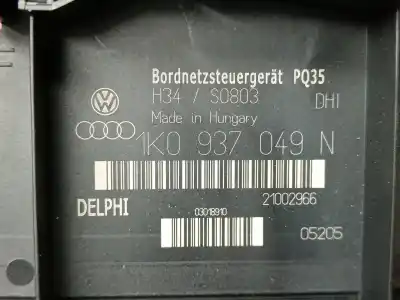 Bordnetzsteuergerät PQ35
H34 / S0803 DHI
Made in Hungary
1K0 937 049 N
21002966
DELPHI
03018910
05205